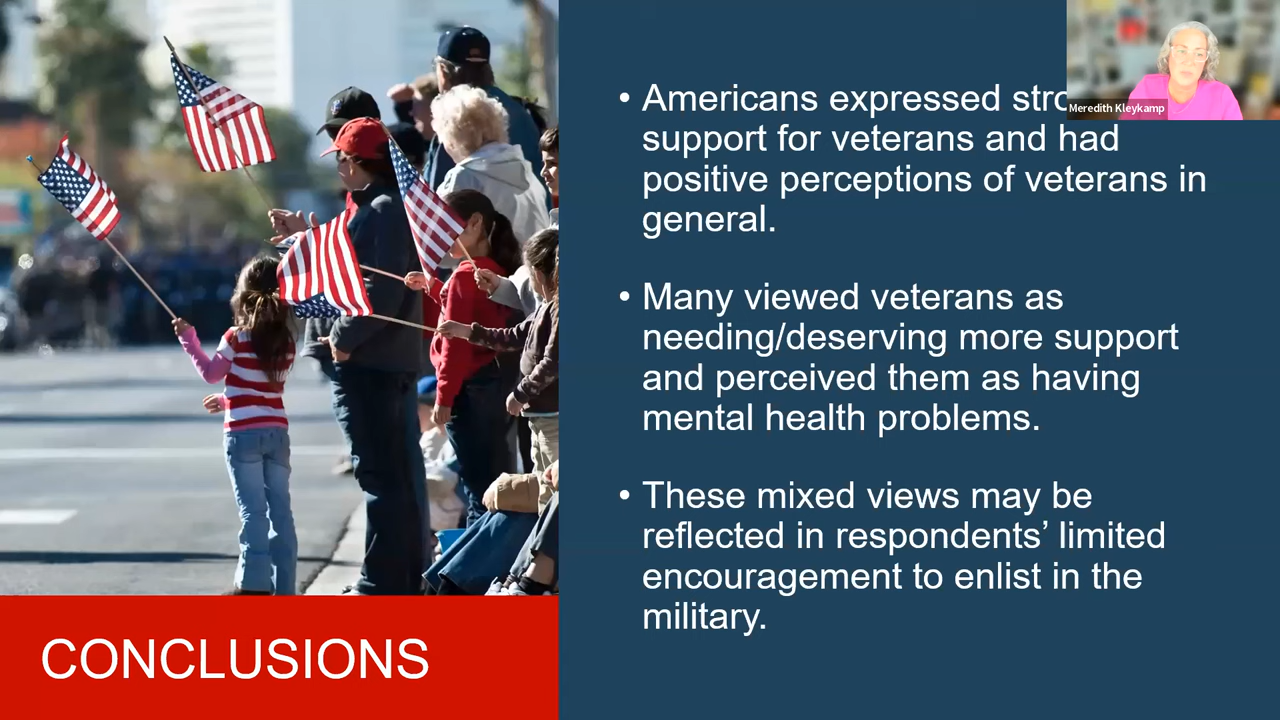 • Americans expressed
Meredith Kleykamp
support for veterans and had
positive perceptions of veterans in
general.
• Many viewed veterans as
needing/deserving more support
and perceived them as having
mental health problems.
• These mixed views may be
reflected in respondents’ limited
encouragement to enlist in the
military.
CONCLUSIONS